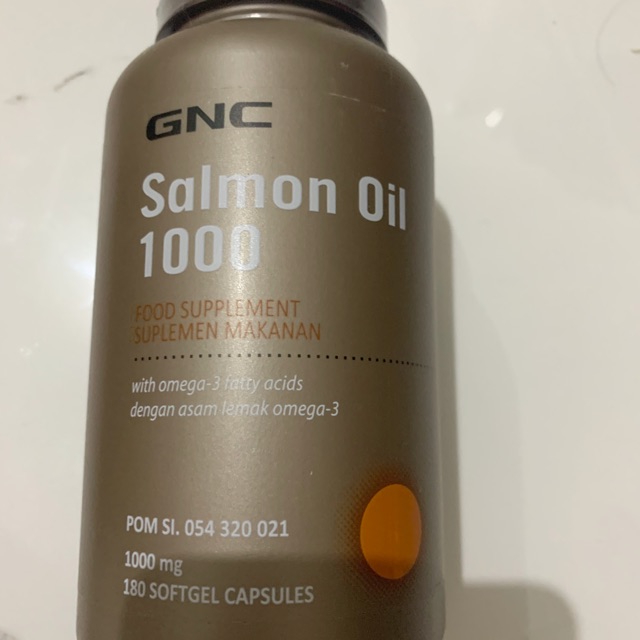 GNC
Salmon Oil
1000
FOOD SUPPLEMENT
SUPLEMEN MAKANAN
with omega-3 fatty acids
dengan asam lemak omega-3
POM SI. 054 320 021
1000 mg
180 SOFTGEL CAPSULES